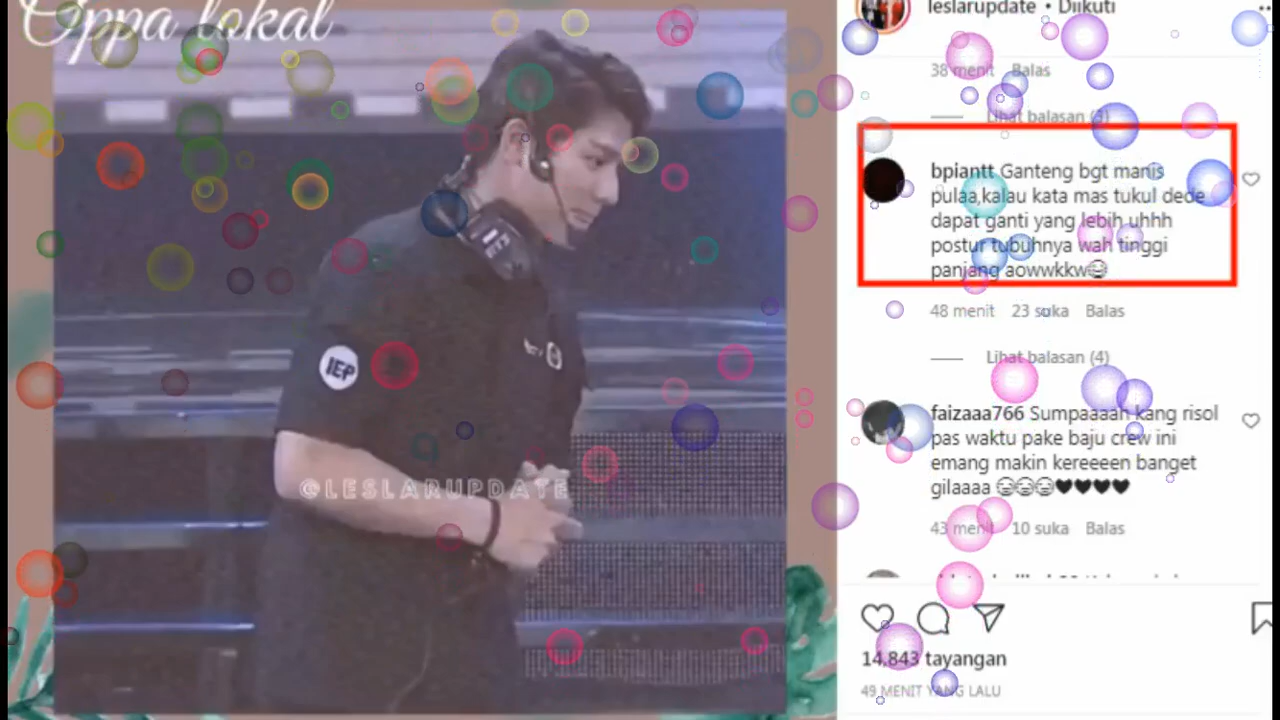 Oppa lokal
IEP
@LESLARUPDATE
leslarupdate • Diikuti
38 menit Balas
Lihat balasan (3)
bpiantt Ganteng bgt manis
pulaa,kalau kata mas tukul dede
dapat ganti yang lebih uhhh
postur tubuhnya wah tinggi
panjang aowwkkw😂
48 menit 23 suka Balas
Lihat balasan (4)
faizaaa766 Sumpaaaah kang risol
pas waktu pake baju crew ini
emang makin kereeeen banget
gilaaaa 😭😭😭🖤🖤🖤🖤
43 menit 10 suka Balas
14,843 tayangan
49 MENIT YANG LALU